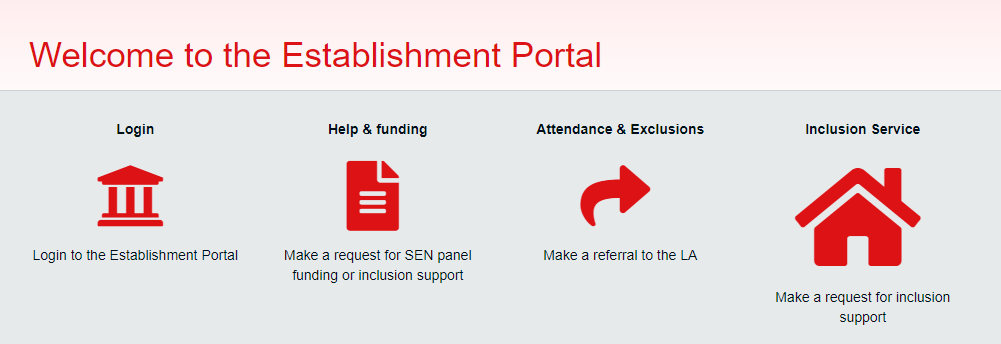 Welcome to the Establishment Portal
Login
Help & funding
Attendance & Exclusions
Inclusion Service
Login to the Establishment Portal
Make a request for SEN panel
funding or inclusion support
Make a referral to the LA
Make a request for inclusion
support